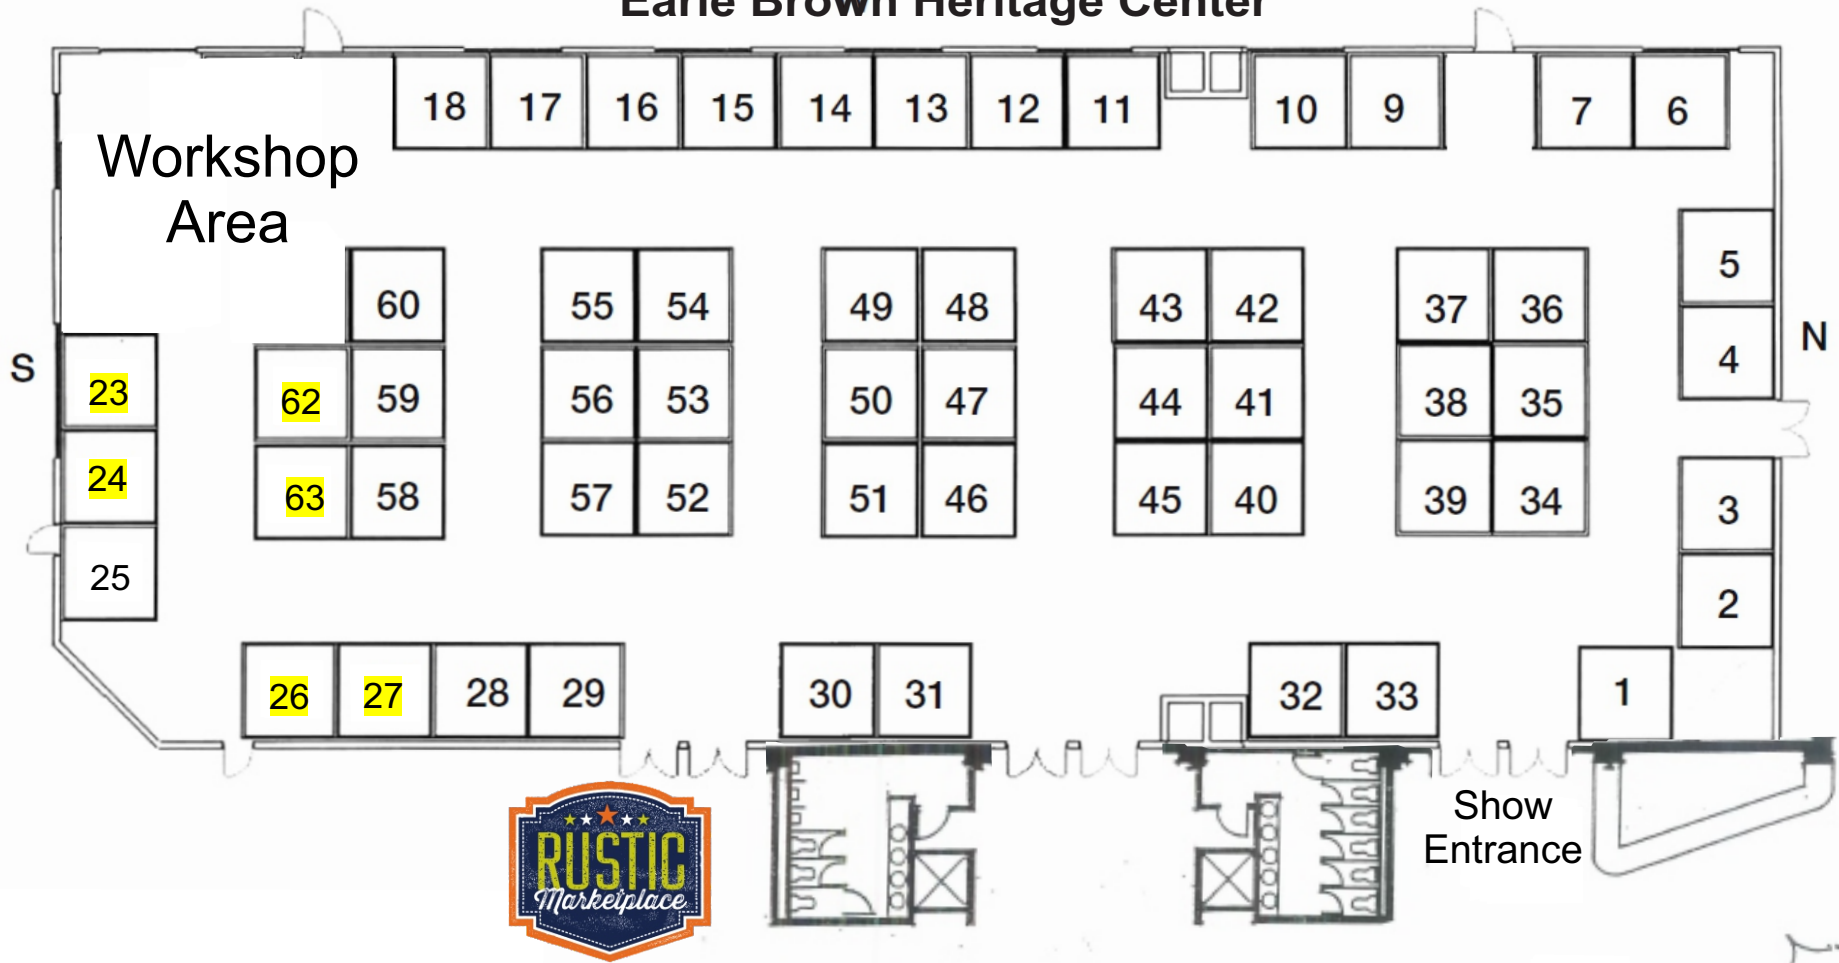 Earle Brown Heritage Center
18 17 16 15 14 13 12 11 10 9 7 6
Workshop
Area
5
60 55 54 49 48 43 42 37 36
4
N
S
23 62 59 56 53 50 47 44 41 38 35
24 63 58 57 52 51 46 45 40 39 34
3
25
2
26 27 28 29 30 31 32 33 1
Show
Entrance
RUSTIC
Marketplace